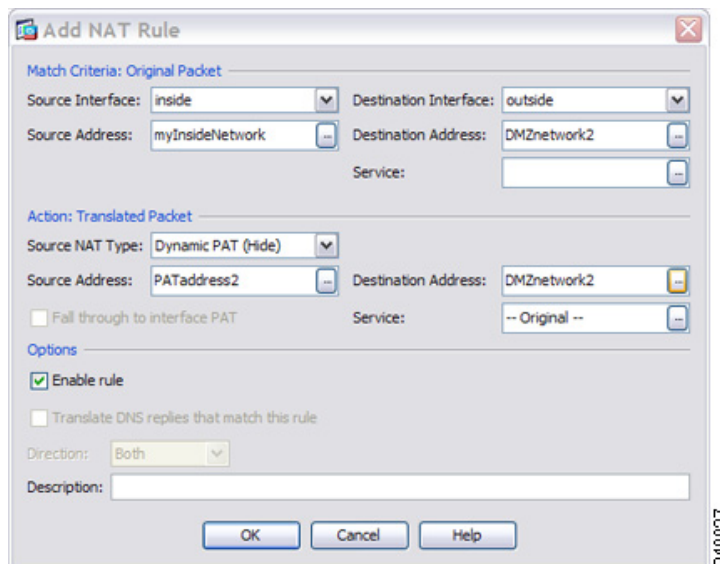 Add NAT Rule
Match Criteria: Original Packet
Source Interface: inside Destination Interface: outside
Source Address: myInsideNetwork ... Destination Address: DMZnetwork2 ...
Service: ...
Action: Translated Packet
Source NAT Type: Dynamic PAT (Hide)
Source Address: PATaddress2 ... Destination Address: DMZnetwork2 ...
Fall through to interface PAT Service: -- Original -- ...
Options
Enable rule
Translate DNS replies that match this rule
Direction: Both
Description:
OK Cancel Help